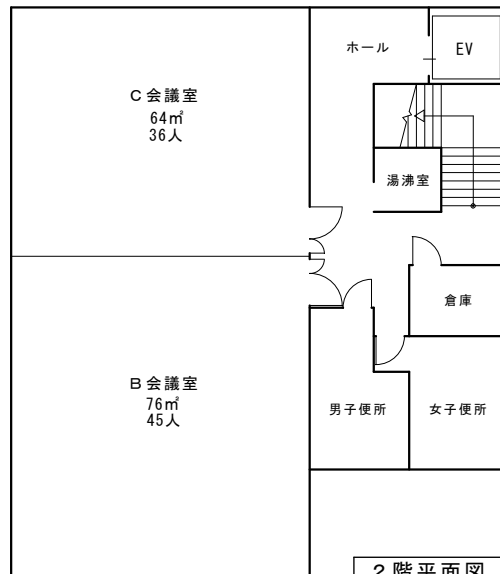 ホール
EV
C会議室
64㎡
36人
湯沸室
倉庫
B会議室
76㎡
45人
男子便所
女子便所
2階平面図